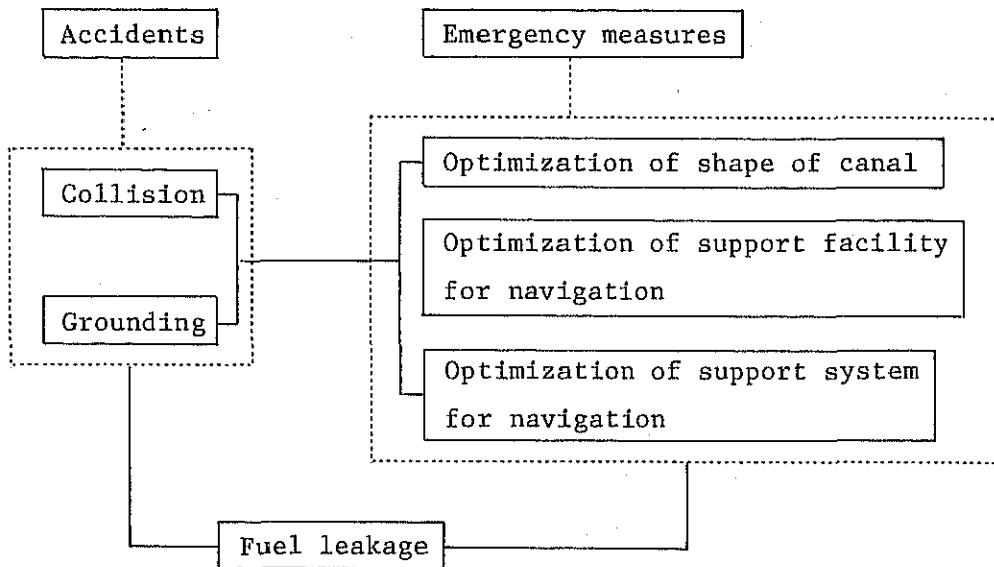 Accidents
Emergency measures
Collision
Grounding
Optimization of shape of canal
Optimization of support facility
for navigation
Optimization of support system
for navigation
Fuel leakage